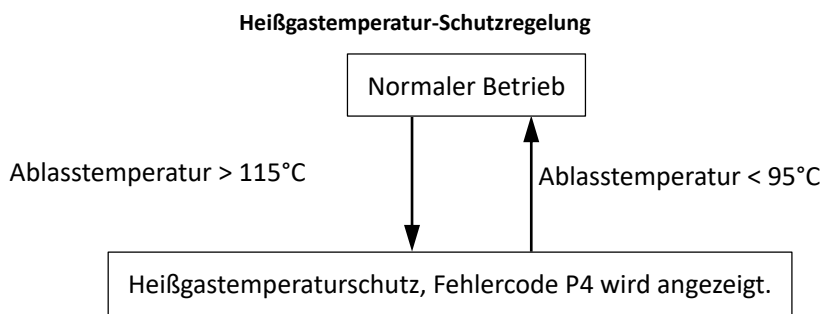 Heißgastemperatur-Schutzregelung
Normaler Betrieb
Ablasstemperatur > 115°C
Ablasstemperatur < 95°C
Heißgastemperaturschutz, Fehlercode P4 wird angezeigt.